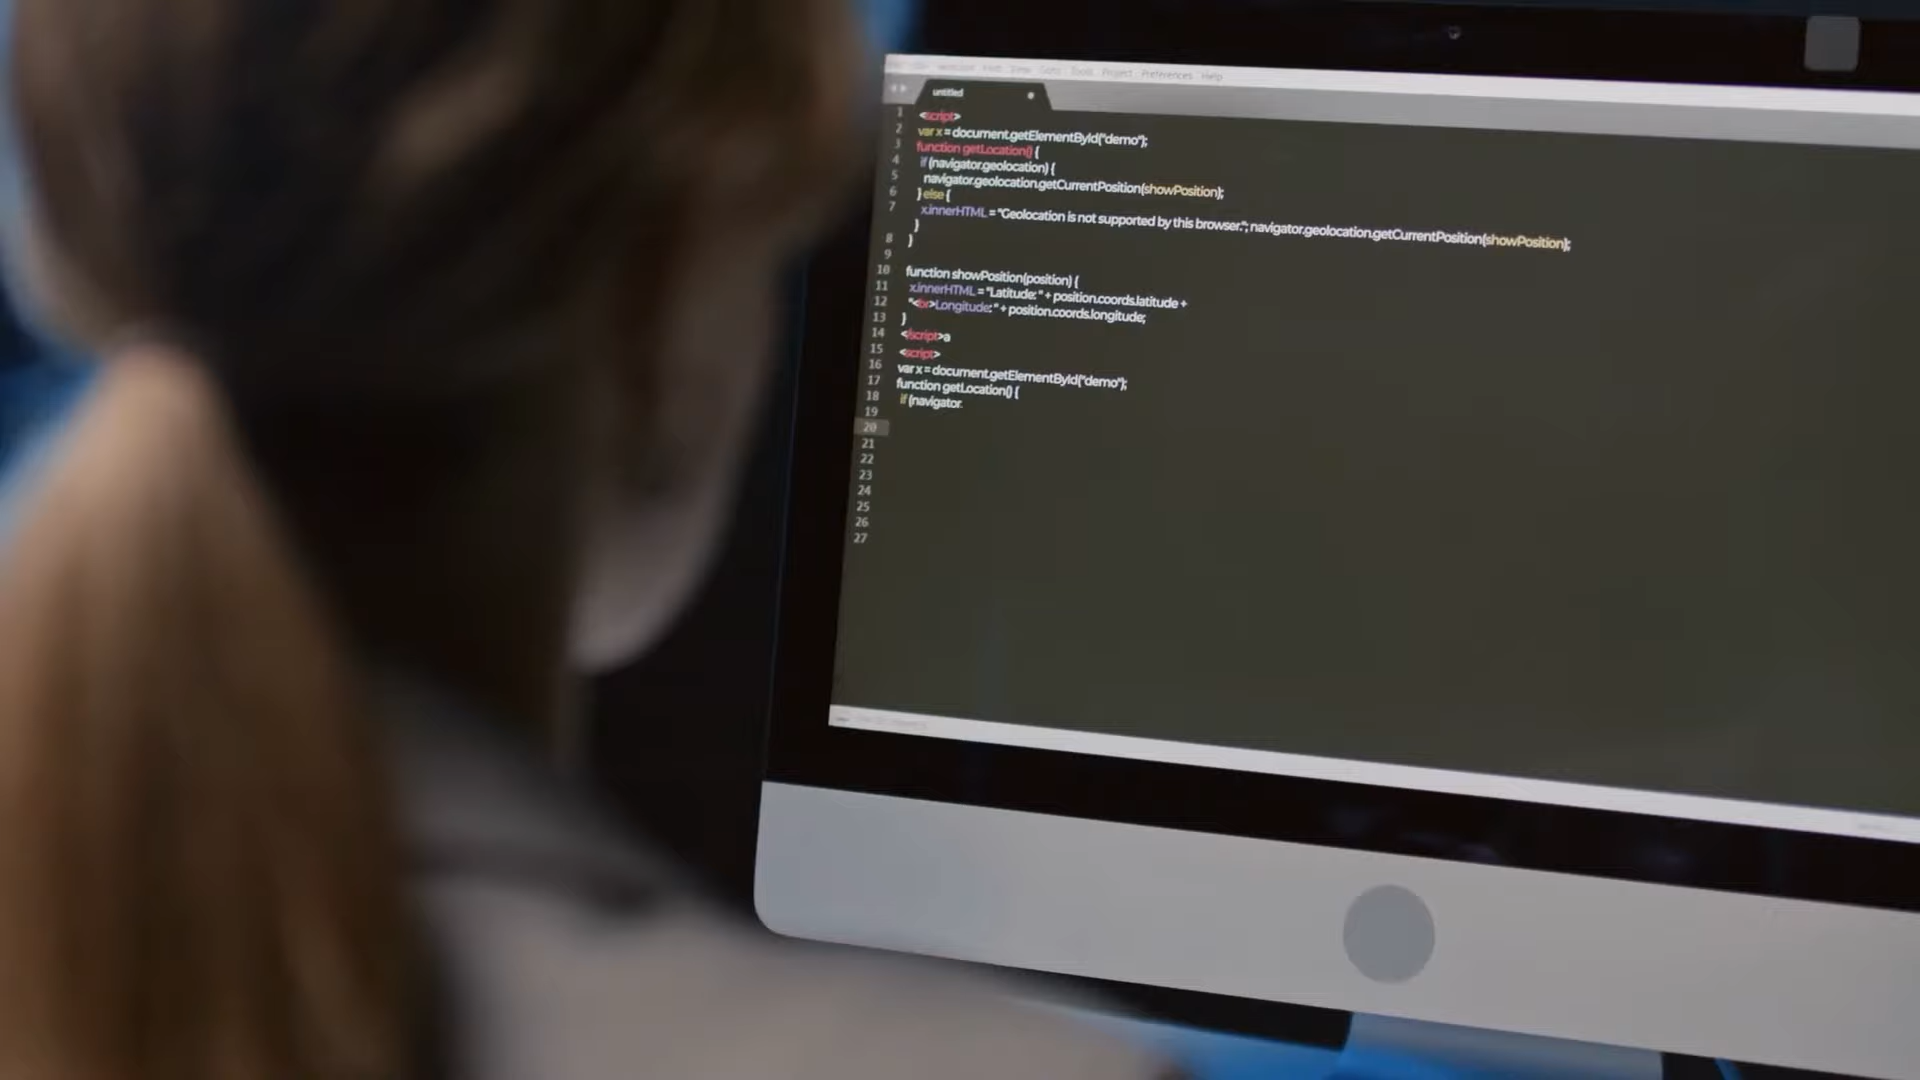 Project Preferences Help
untitled
1 <script>
2 var x = document.getElementById("demo");
3 function getLocation() {
4 if (navigator.geolocation) {
5 navigator.geolocation.getCurrentPosition(showPosition);
6 } else {
7 x.innerHTML = "Geolocation is not supported by this browser."; navigator.geolocation.getCurrentPosition(showPosition);
}
8 }
9
10 function showPosition(position) {
11 x.innerHTML = "Latitude: " + position.coords.latitude +
12 "<br>Longitude: " + position.coords.longitude;
13 }
14 </script>a
15 <script>
16 var x = document.getElementById("demo");
17 function getLocation() {
18 if (navigator.
19
20
21
22
23
24
25
26
27